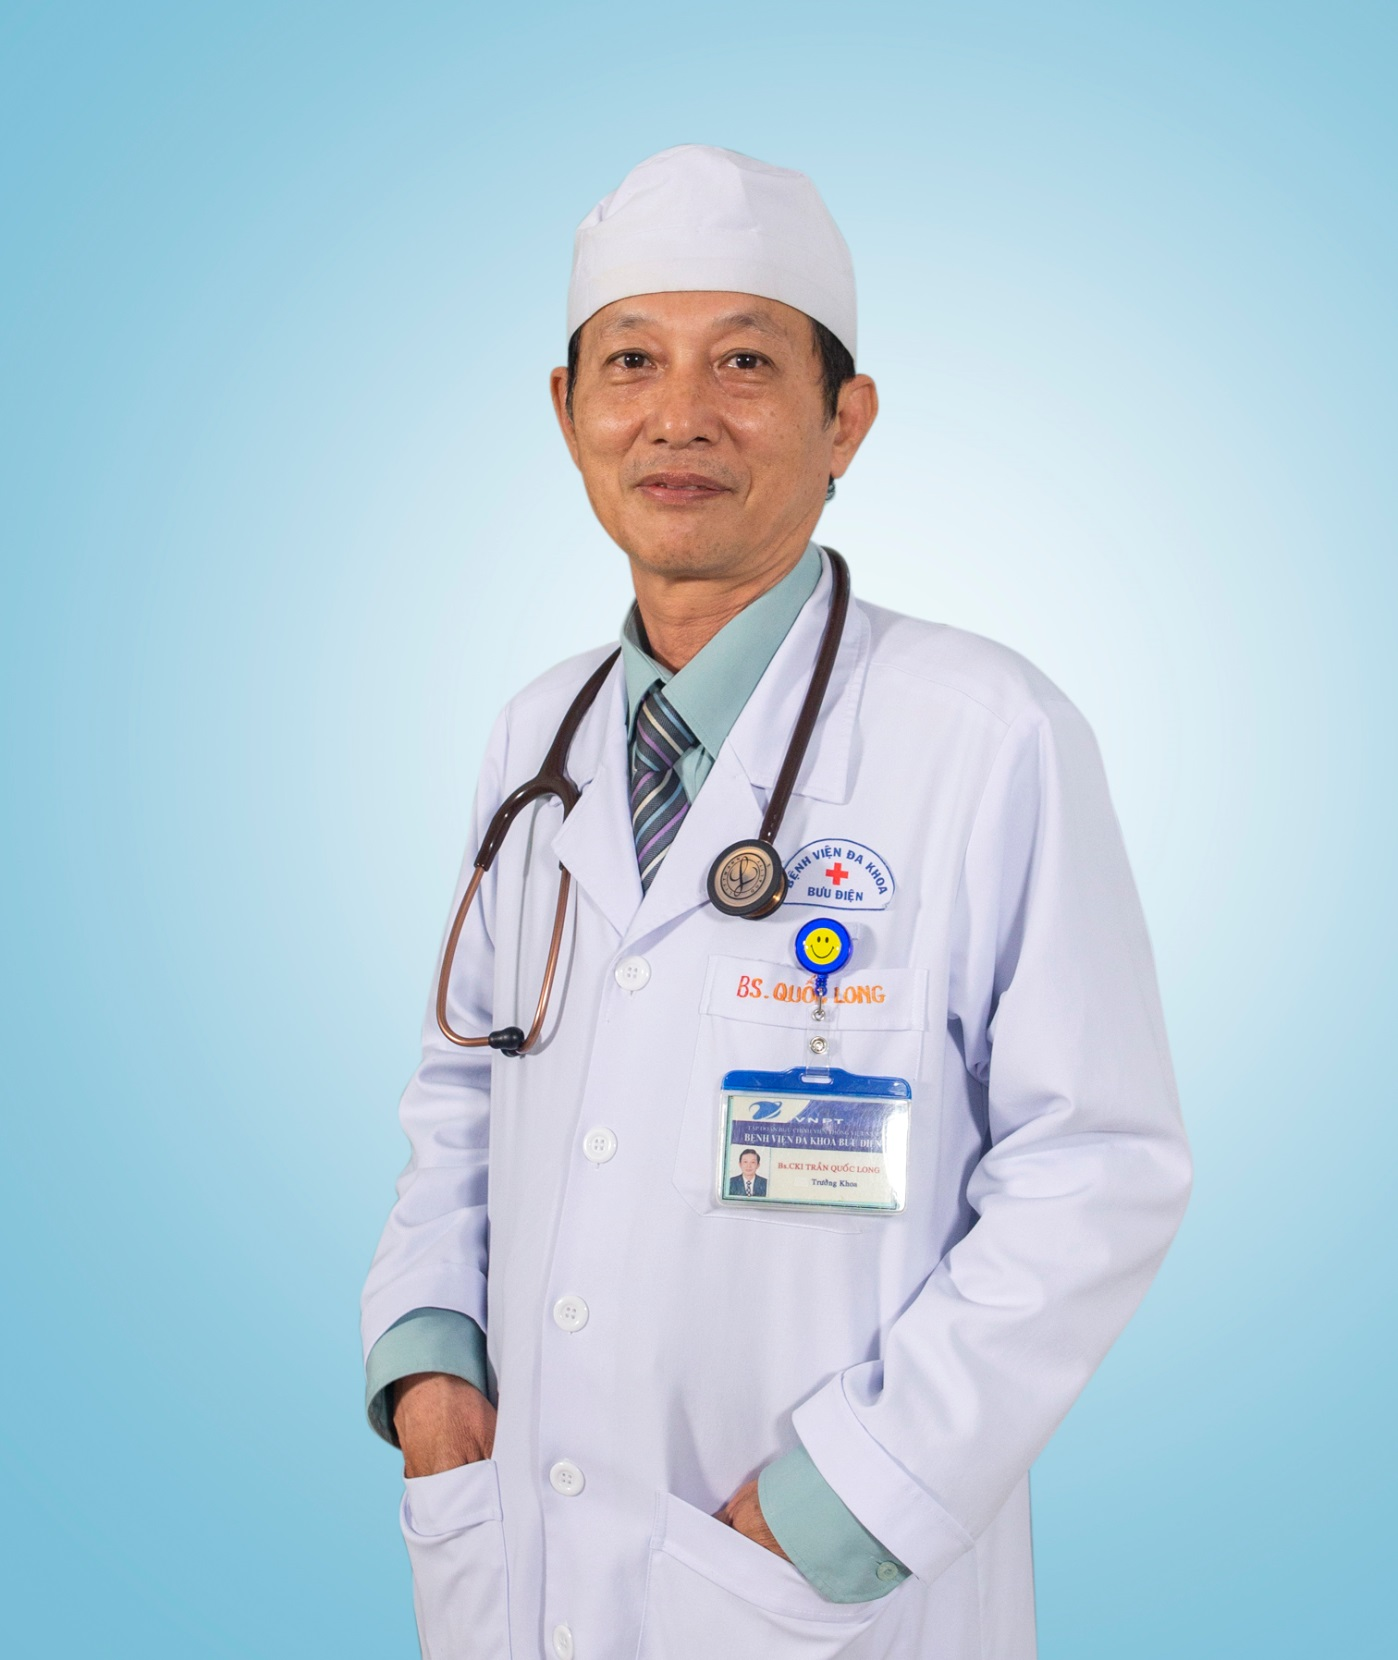 BỆNH VIỆN ĐA KHOA
BƯU ĐIỆN
BS. QUỐC LONG
VNPT
BỆNH VIỆN ĐA KHOA BƯU ĐIỆN
Bs.CKI TRẦN QUỐC LONG
Trưởng Khoa